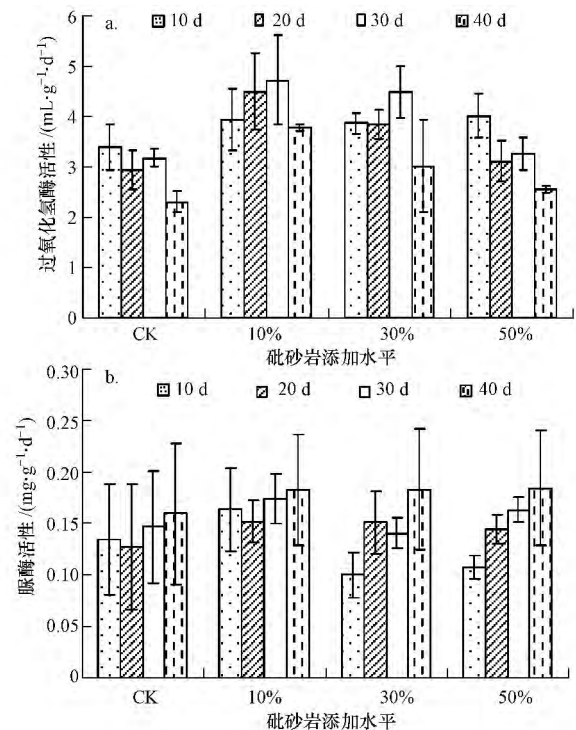 a.
10 d 20 d 30 d 40 d
过氧化氢酶活性/(mL·g⁻¹·d⁻¹)
6
5
4
3
2
1
0
CK 10% 30% 50%
砒砂岩添加水平
b.
10 d 20 d 30 d 40 d
脲酶活性/(mg·g⁻¹·d⁻¹)
0.30
0.25
0.20
0.15
0.10
0.05
0
CK 10% 30% 50%
砒砂岩添加水平